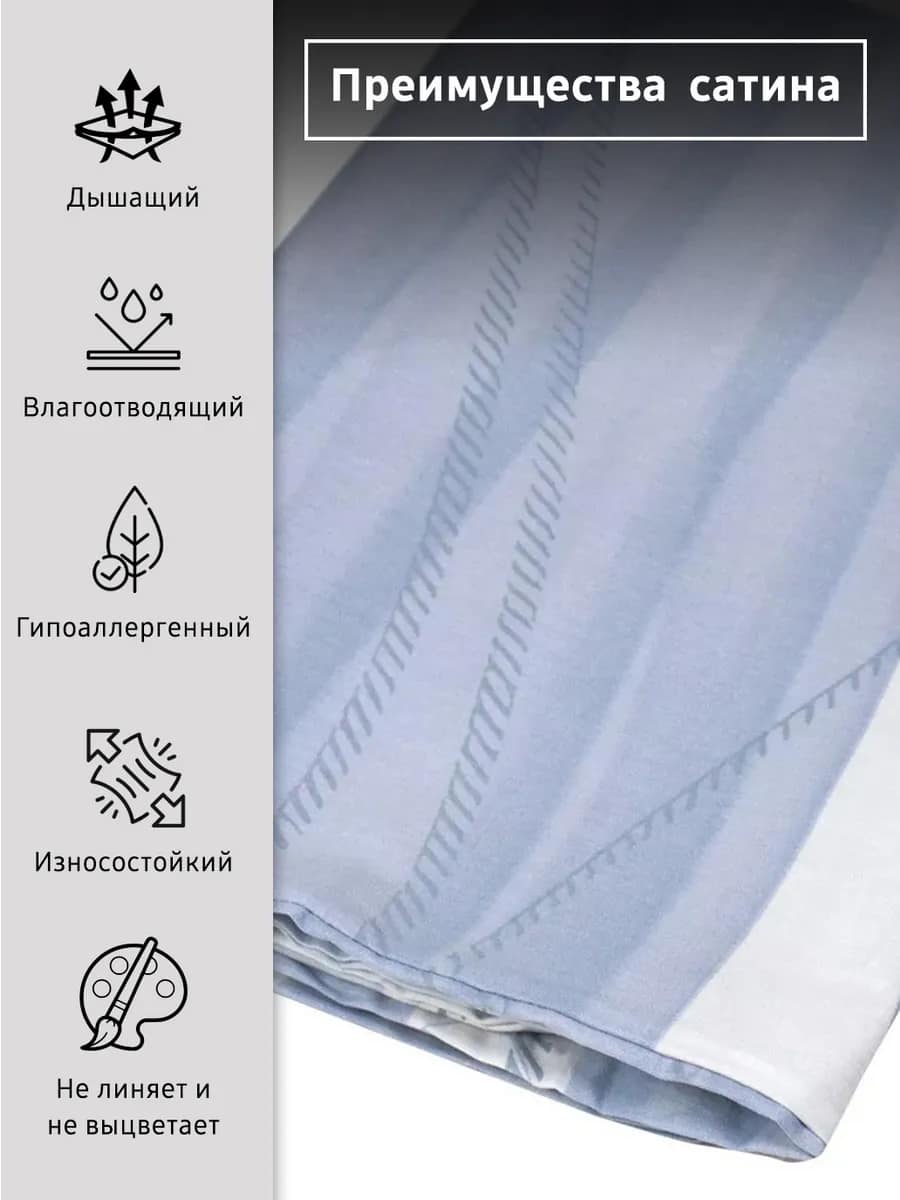 Преимущества сатина
Дышащий
Влагоотводящий
Гипоаллергенный
Износостойкий
Не линяет и
не выцветает